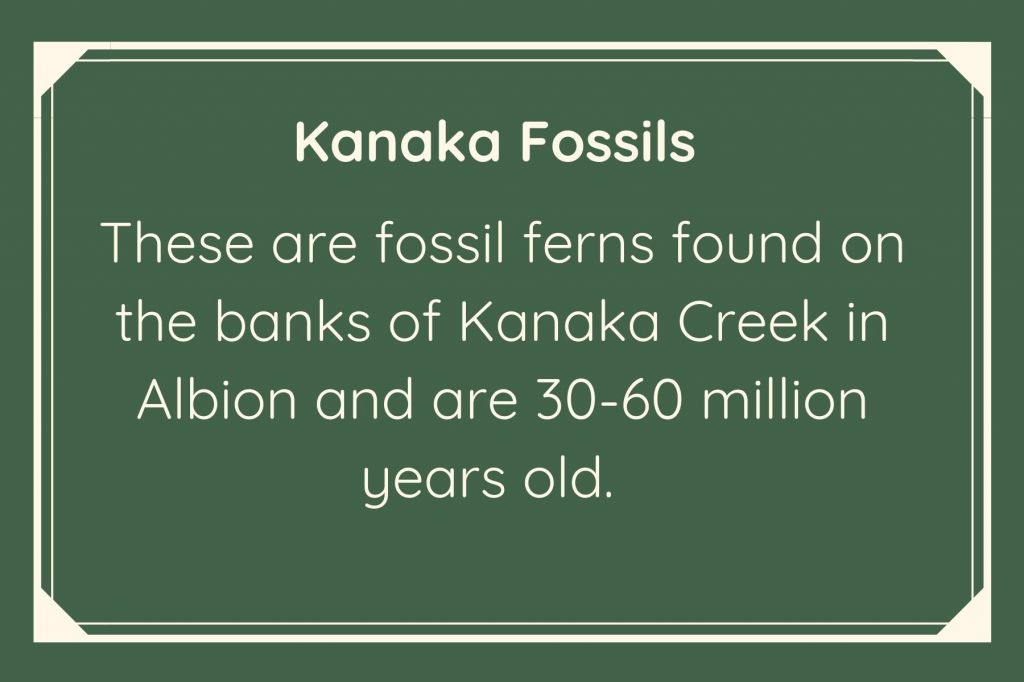 Kanaka Fossils
These are fossil ferns found on
the banks of Kanaka Creek in
Albion and are 30-60 million
years old.